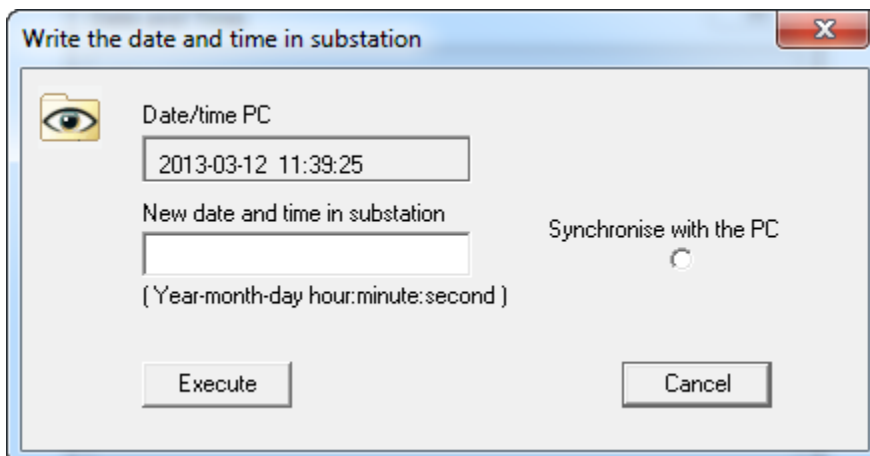 Write the date and time in substation
Date/time PC
2013-03-12 11:39:25
New date and time in substation
Synchronise with the PC
( Year-month-day hour:minute:second )
Execute
Cancel